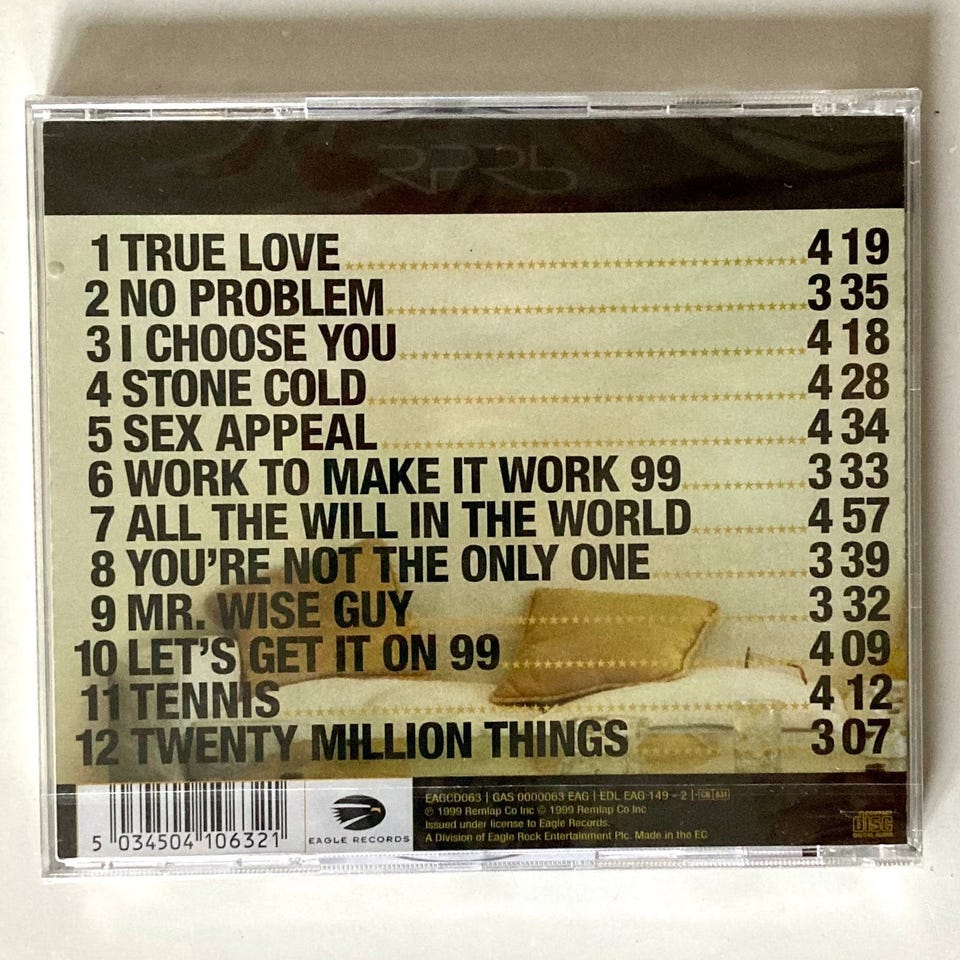 RPRb
1 TRUE LOVE 4 19
2 NO PROBLEM 3 35
3 I CHOOSE YOU 4 18
4 STONE COLD 4 28
5 SEX APPEAL 4 34
6 WORK TO MAKE IT WORK 99 3 33
7 ALL THE WILL IN THE WORLD 4 57
8 YOU'RE NOT THE ONLY ONE 3 39
9 MR. WISE GUY 3 32
10 LET'S GET IT ON 99 4 09
11 TENNIS 4 12
12 TWENTY MILLION THINGS 3 07
5 034504 106321
EAGLE RECORDS
EAGCD063 | GAS 0000063 EAG | EDL EAG 149 - 2 |
℗ 1999 Remlap Co Inc © 1999 Remlap Co Inc
Issued under license to Eagle Records.
A Division of Eagle Rock Entertainment Plc. Made in the EC
disc
DIGITAL AUDIO